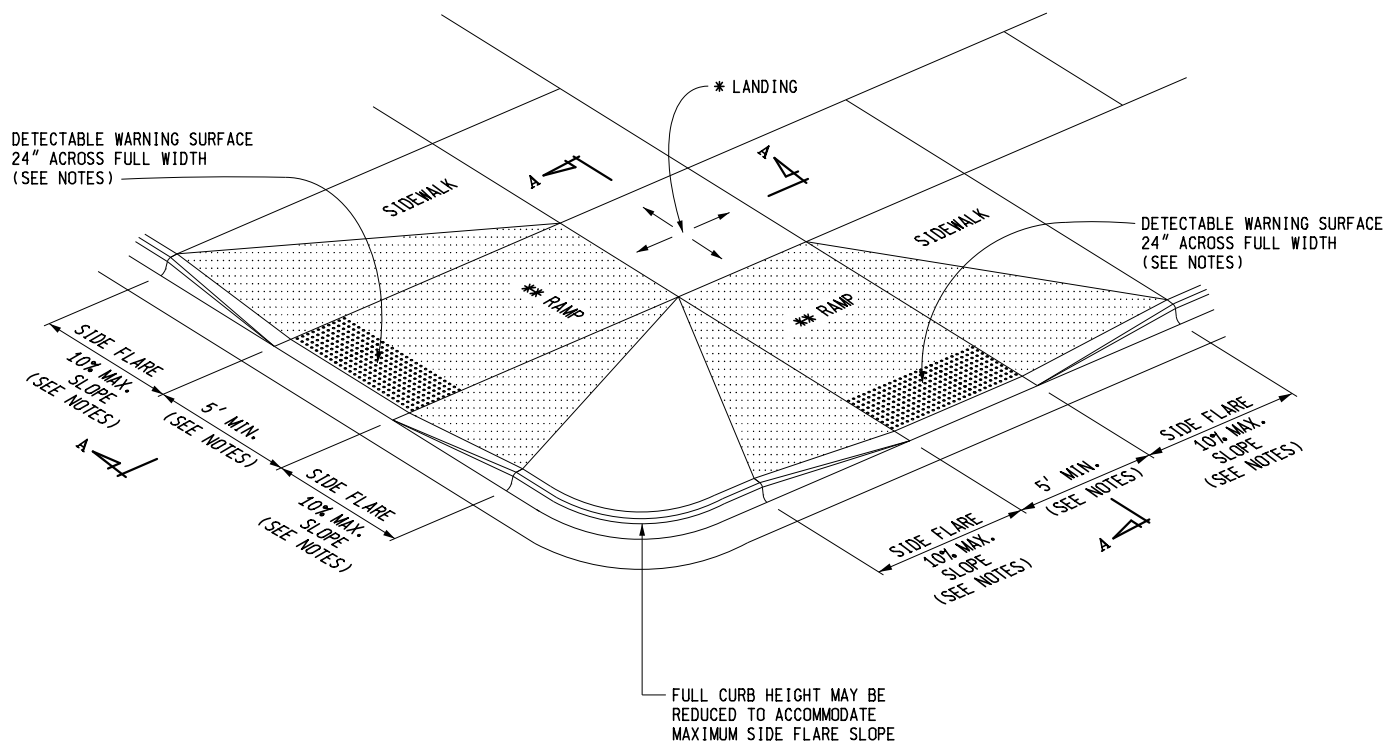 * LANDING
DETECTABLE WARNING SURFACE
24" ACROSS FULL WIDTH
(SEE NOTES)
A
A
SIDEWALK
SIDEWALK
DETECTABLE WARNING SURFACE
24" ACROSS FULL WIDTH
(SEE NOTES)
** RAMP
** RAMP
SIDE FLARE
10% MAX.
SLOPE
(SEE NOTES)
5' MIN.
(SEE NOTES)
A
SIDE FLARE
10% MAX.
SLOPE
(SEE NOTES)
SIDE FLARE
10% MAX.
SLOPE
(SEE NOTES)
5' MIN.
(SEE NOTES)
A
SIDE FLARE
10% MAX.
SLOPE
(SEE NOTES)
FULL CURB HEIGHT MAY BE
REDUCED TO ACCOMMODATE
MAXIMUM SIDE FLARE SLOPE